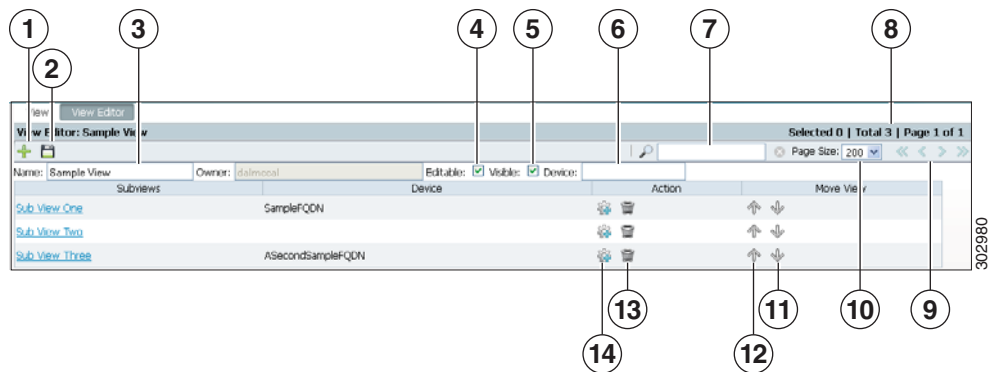 1
2
3
4
5
6
7
8
View
View Editor
View Editor: Sample View
Selected 0 | Total 3 | Page 1 of 1
Page Size: 200
Name: Sample View Owner: dalmosal Editable: Visible: Device:
Subviews Device Action Move View
Sub View One SampleFQDN
Sub View Two
Sub View Three ASecondSampleFQDN
302980
14
13
12
11
10
9